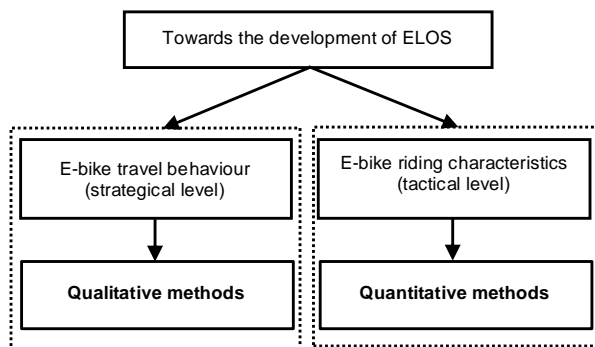 Towards the development of ELOS
E-bike travel behaviour
(strategical level)
Qualitative methods
E-bike riding characteristics
(tactical level)
Quantitative methods